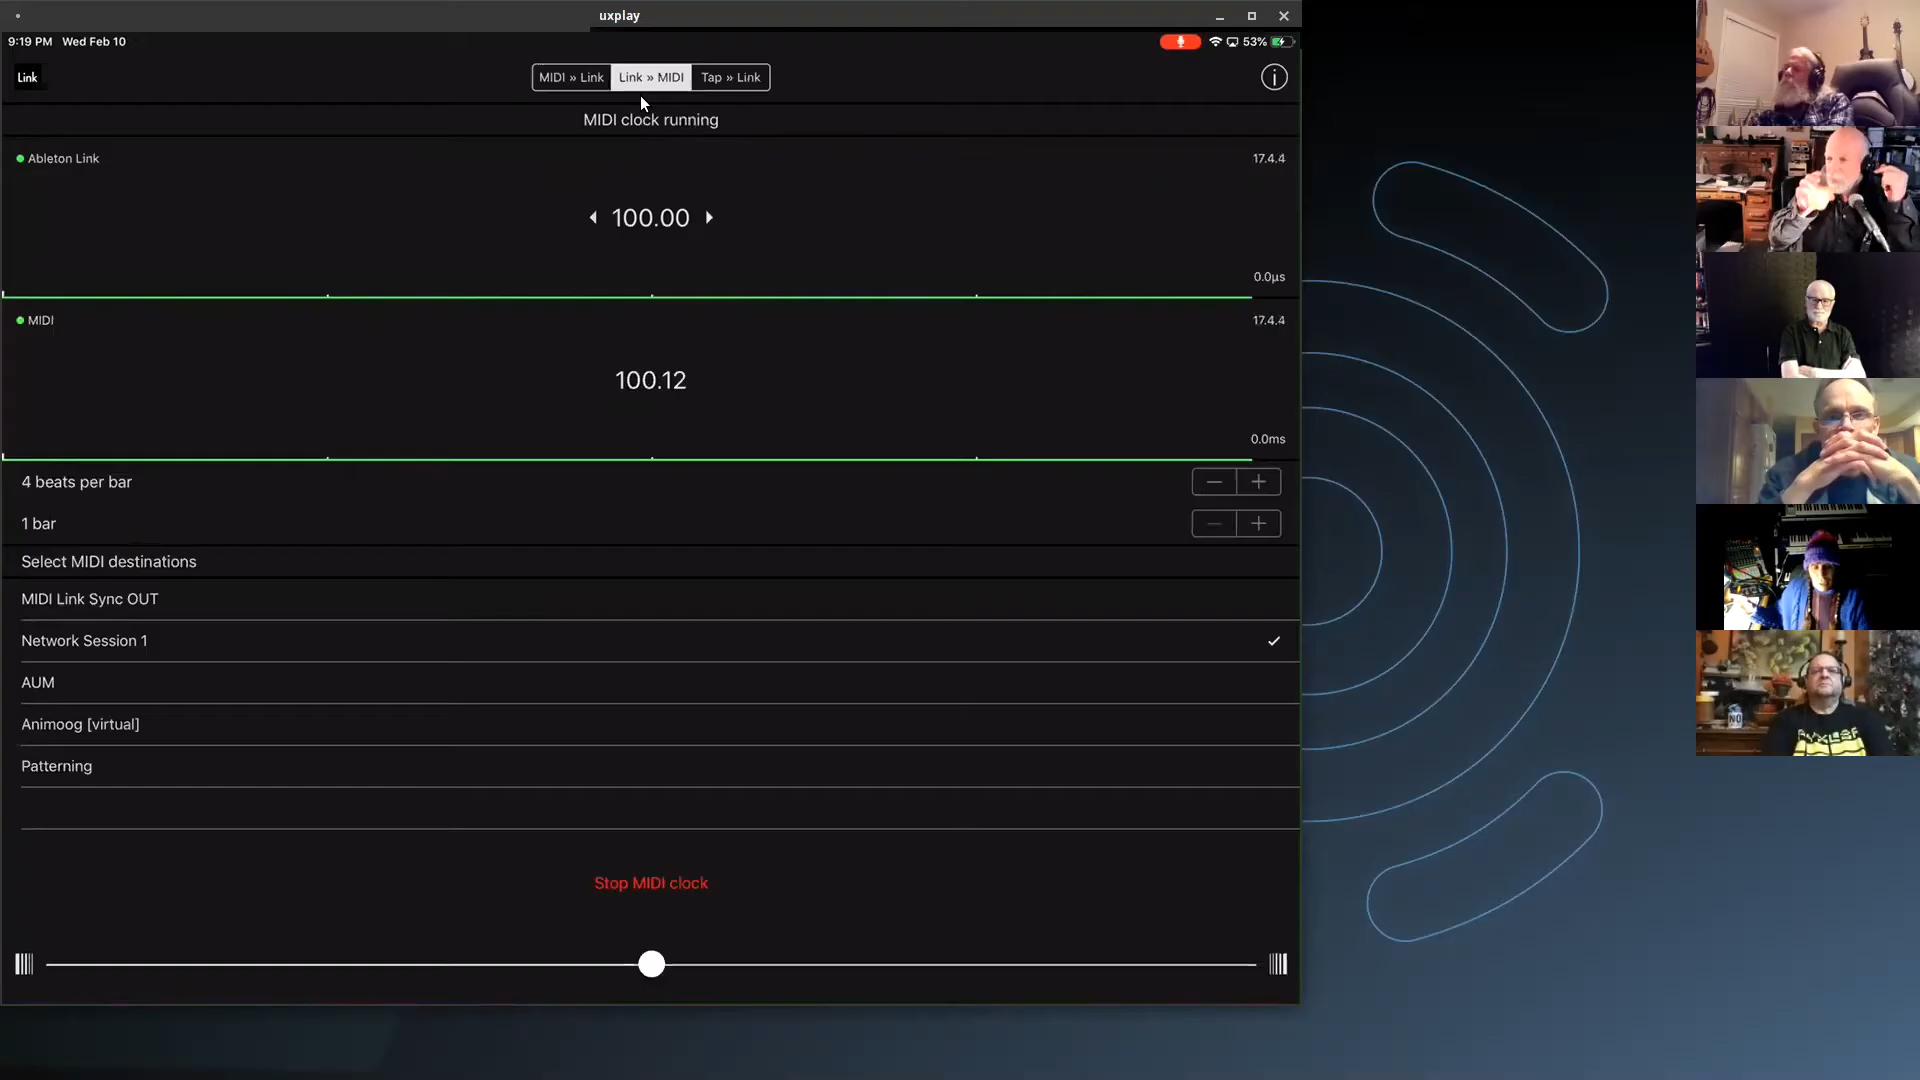 uxplay
9:19 PM Wed Feb 10
53%
Link
MIDI » Link
Link » MIDI
Tap » Link
MIDI clock running
Ableton Link
17.4.4
100.00
0.0µs
MIDI
17.4.4
100.12
0.0ms
4 beats per bar
1 bar
Select MIDI destinations
MIDI Link Sync OUT
Network Session 1
AUM
Animoog [virtual]
Patterning
Stop MIDI clock
NO